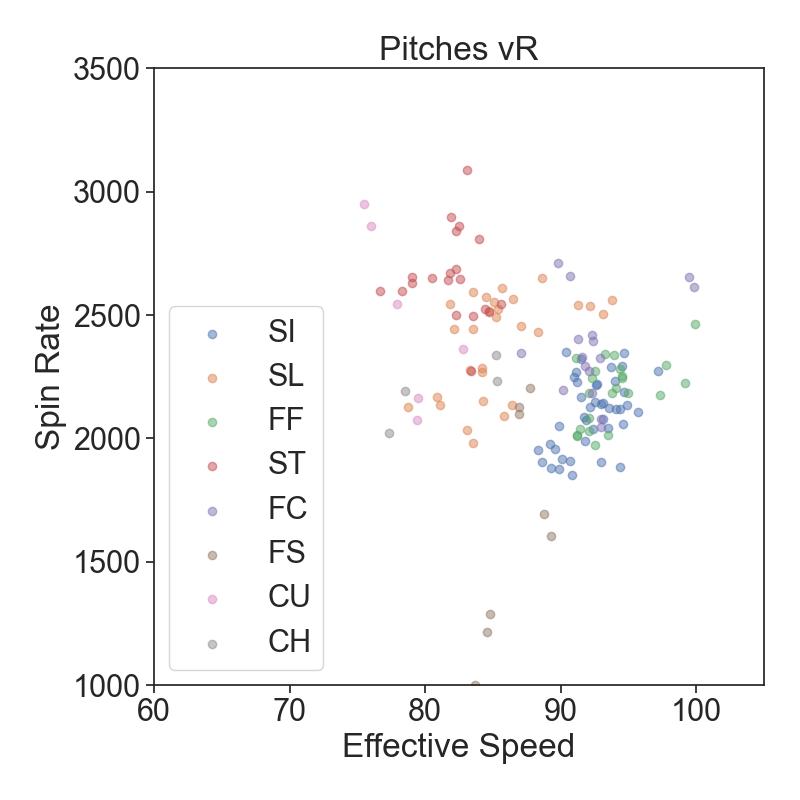 Pitches vR
3500
3000
2500
2000
1500
1000
Spin Rate
SI
SL
FF
ST
FC
FS
CU
CH
60 70 80 90 100
Effective Speed